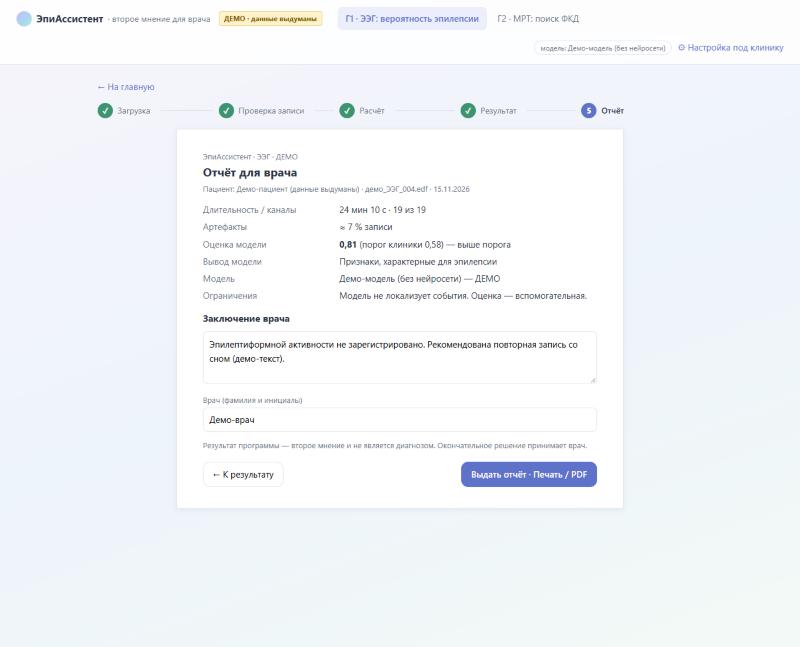 ЭпиАссистент · второе мнение для врача ДЕМО · данные выдуманы Г1 · ЭЭГ: вероятность эпилепсии Г2 · МРТ: поиск ФКД
модель: Демо-модель (без нейросети) ⚙ Настройка под клинику
← На главную
✓ Загрузка ✓ Проверка записи ✓ Расчёт ✓ Результат 5 Отчёт
ЭпиАссистент · ЭЭГ · ДЕМО
Отчёт для врача
Пациент: Демо-пациент (данные выдуманы) · демо_ЭЭГ_004.edf · 15.11.2026
Длительность / каналы 24 мин 10 с · 19 из 19
Артефакты ≈ 7 % записи
Оценка модели 0,81 (порог клиники 0,58) — выше порога
Вывод модели Признаки, характерные для эпилепсии
Модель Демо-модель (без нейросети) — ДЕМО
Ограничения Модель не локализует события. Оценка — вспомогательная.
Заключение врача
Эпилептиформной активности не зарегистрировано. Рекомендована повторная запись со
сном (демо-текст).
Врач (фамилия и инициалы)
Демо-врач
Результат программы — второе мнение и не является диагнозом. Окончательное решение принимает врач.
← К результату Выдать отчёт · Печать / PDF